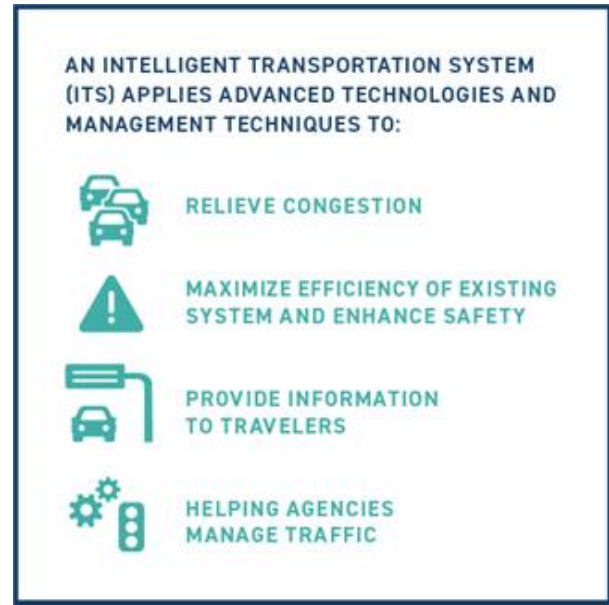 AN INTELLIGENT TRANSPORTATION SYSTEM
(ITS) APPLIES ADVANCED TECHNOLOGIES AND
MANAGEMENT TECHNIQUES TO:
RELIEVE CONGESTION
MAXIMIZE EFFICIENCY OF EXISTING
SYSTEM AND ENHANCE SAFETY
PROVIDE INFORMATION
TO TRAVELERS
HELPING AGENCIES
MANAGE TRAFFIC